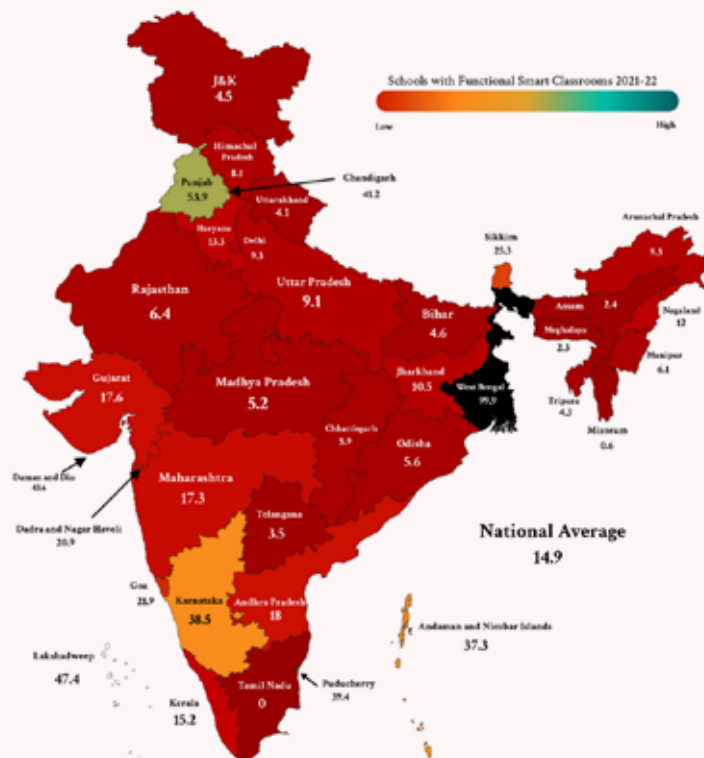 Schools with Functional Smart Classrooms 2021-22
Low
High
J&K
4.5
Himachal
Pradesh
8.1
Punjab
53.9
Chandigarh
41.2
Uttarakhand
4.1
Haryana
13.3
Delhi
9.3
Arunachal Pradesh
9.3
Sikkim
25.3
Rajasthan
6.4
Uttar Pradesh
9.1
Bihar
4.6
Assam
2.4
Nagaland
12
Meghalaya
2.3
Manipur
6.1
Tripura
4.3
Mizoram
0.6
Gujarat
17.6
Madhya Pradesh
5.2
Jharkhand
10.5
West Bengal
99.9
Chhattisgarh
5.9
Odisha
5.6
Daman and Diu
Maharashtra
17.3
Dadra and Nagar Haveli
20.9
Telangana
3.5
National Average
14.9
Goa
21.9
Karnataka
38.5
Andhra Pradesh
18
Andaman and Nicobar Islands
37.3
Lakshadweep
47.4
Kerala
15.2
Tamil Nadu
0
Puducherry
39.4